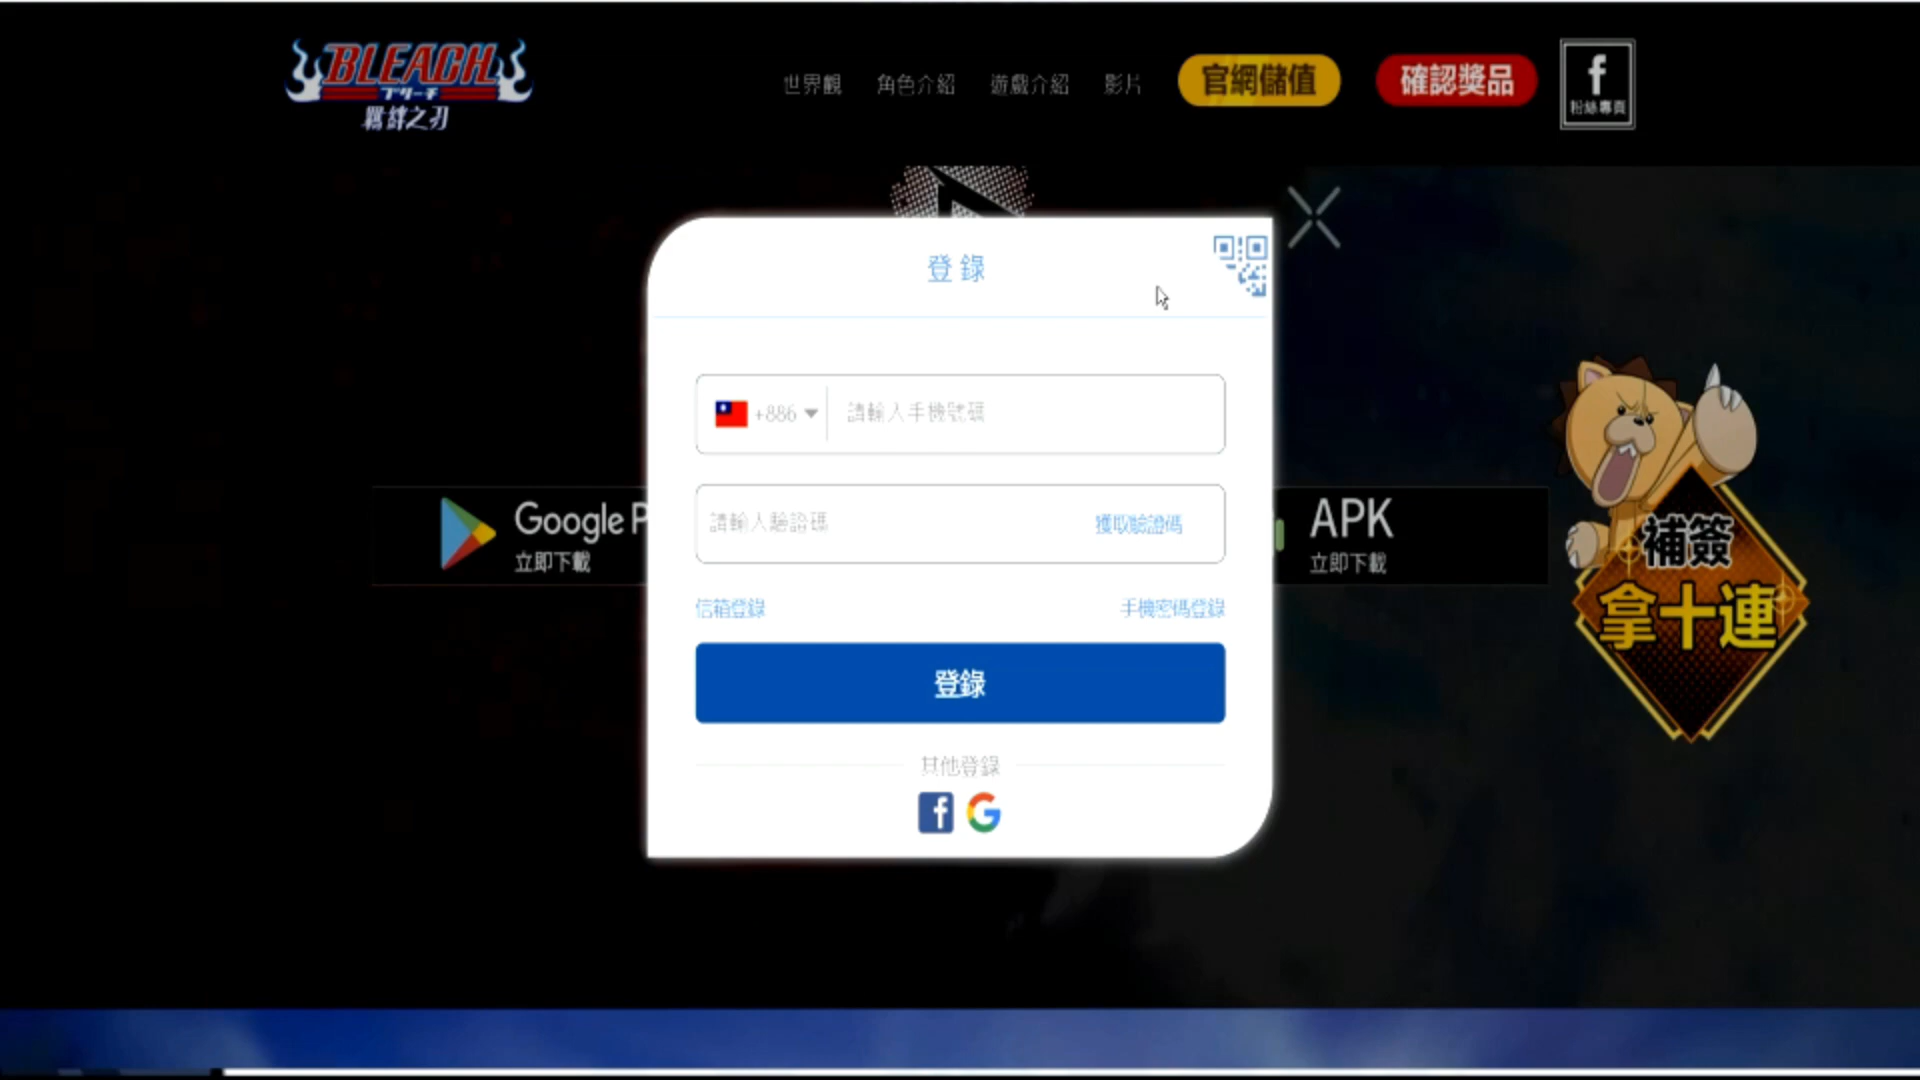 BLEACH
ブリーチ
羈絆之刃
世界觀
角色介紹
遊戲介紹
影片
官網儲值
確認獎品
f
粉絲專頁
登錄
+886
請輸入手機號碼
請輸入驗證碼
獲取驗證碼
信箱登錄
手機密碼登錄
登錄
其他登錄
Google P
立即下載
APK
立即下載
補簽
拿十連